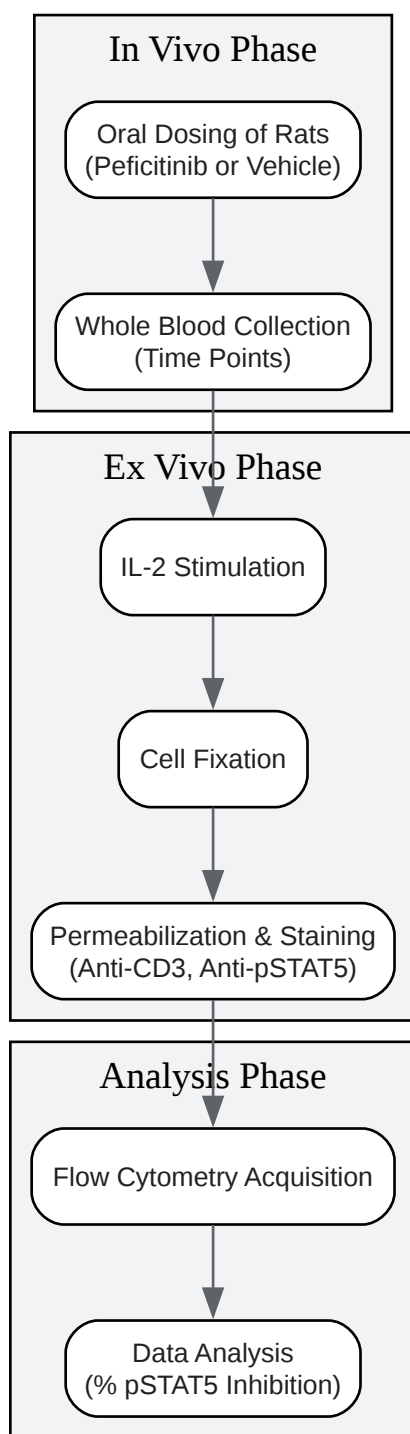 In Vivo Phase
Oral Dosing of Rats
(Peficitinib or Vehicle)
Whole Blood Collection
(Time Points)
Ex Vivo Phase
IL-2 Stimulation
Cell Fixation
Permeabilization & Staining
(Anti-CD3, Anti-pSTAT5)
Analysis Phase
Flow Cytometry Acquisition
Data Analysis
(% pSTAT5 Inhibition)